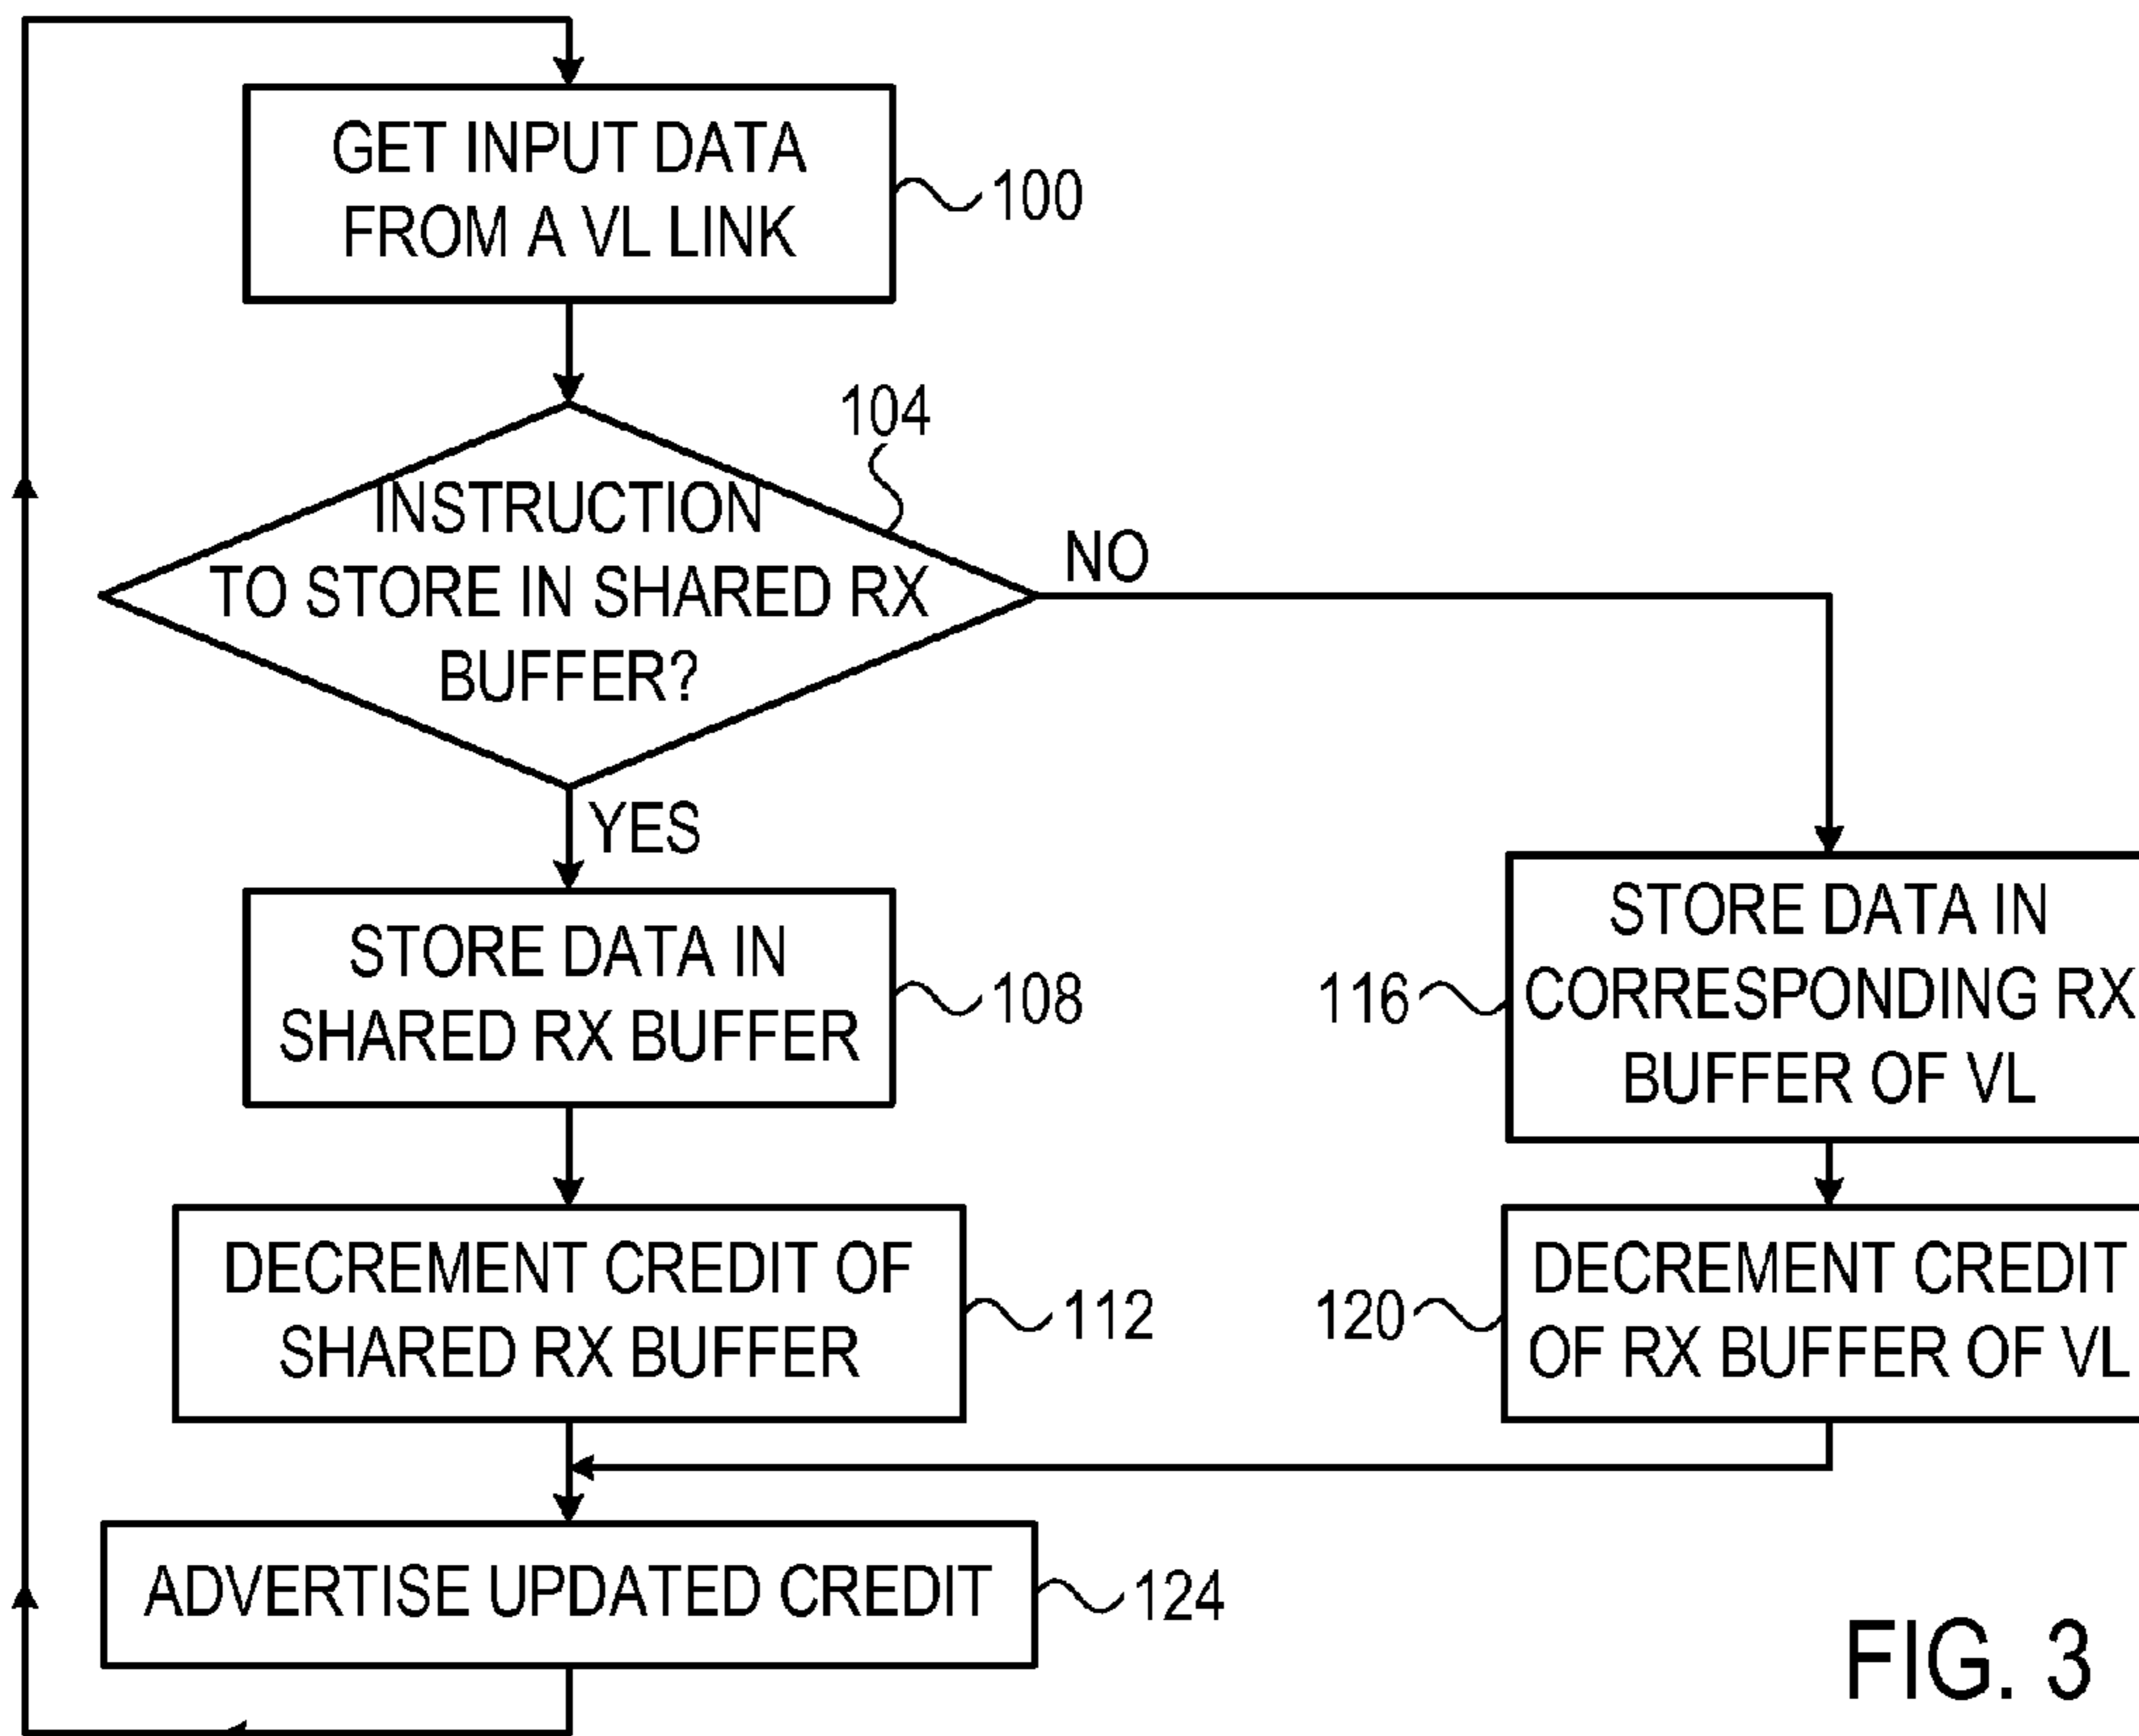 GET INPUT DATA
FROM A VL LINK
100
104
INSTRUCTION
TO STORE IN SHARED RX
BUFFER?
NO
YES
STORE DATA IN
SHARED RX BUFFER
108
STORE DATA IN
CORRESPONDING RX
BUFFER OF VL
116
DECREMENT CREDIT OF
SHARED RX BUFFER
112
DECREMENT CREDIT
OF RX BUFFER OF VL
120
ADVERTISE UPDATED CREDIT
124
FIG. 3